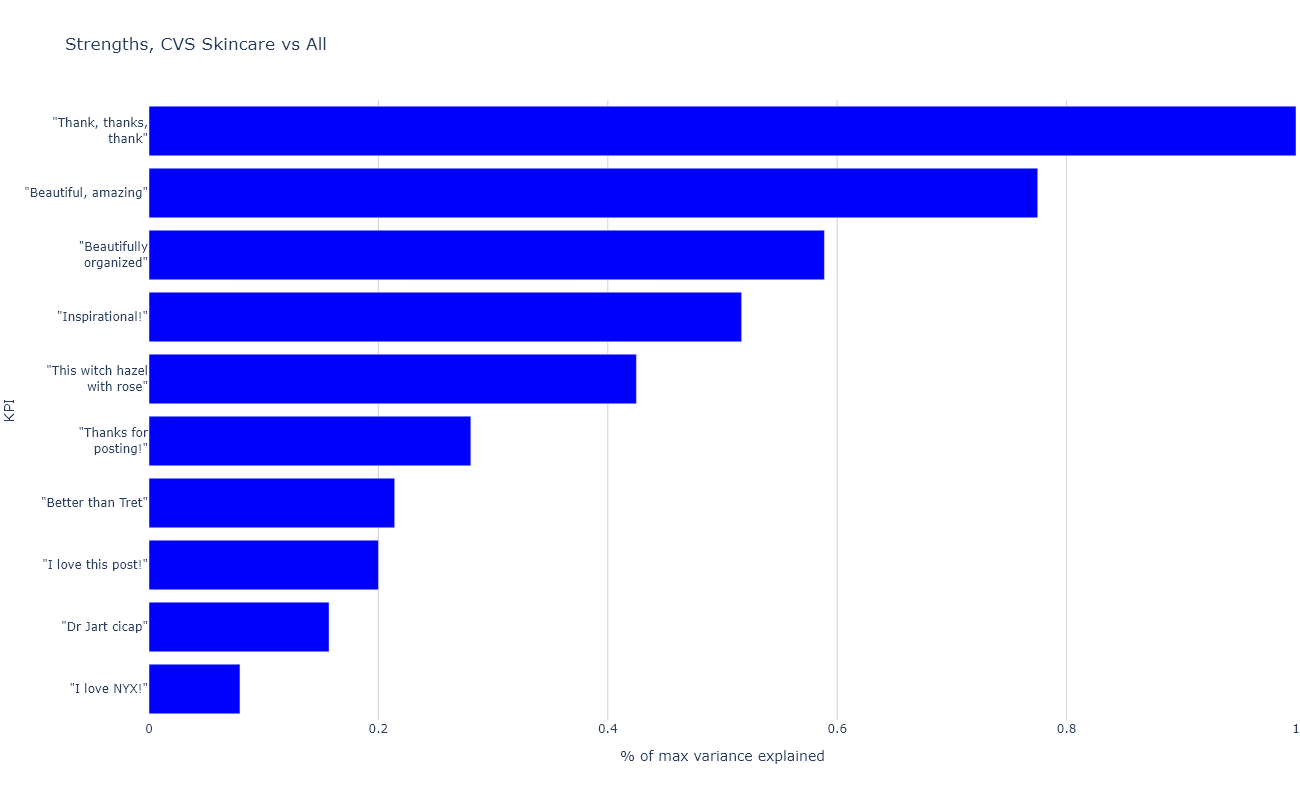 Strengths, CVS Skincare vs All
"Thank, thanks,
thank"
"Beautiful, amazing"
"Beautifully
organized"
"Inspirational!"
"This witch hazel
with rose"
"Thanks for
posting!"
"Better than Tret"
"I love this post!"
"Dr Jart cicap"
"I love NYX!"
KPI
0 0.2 0.4 0.6 0.8 1
% of max variance explained